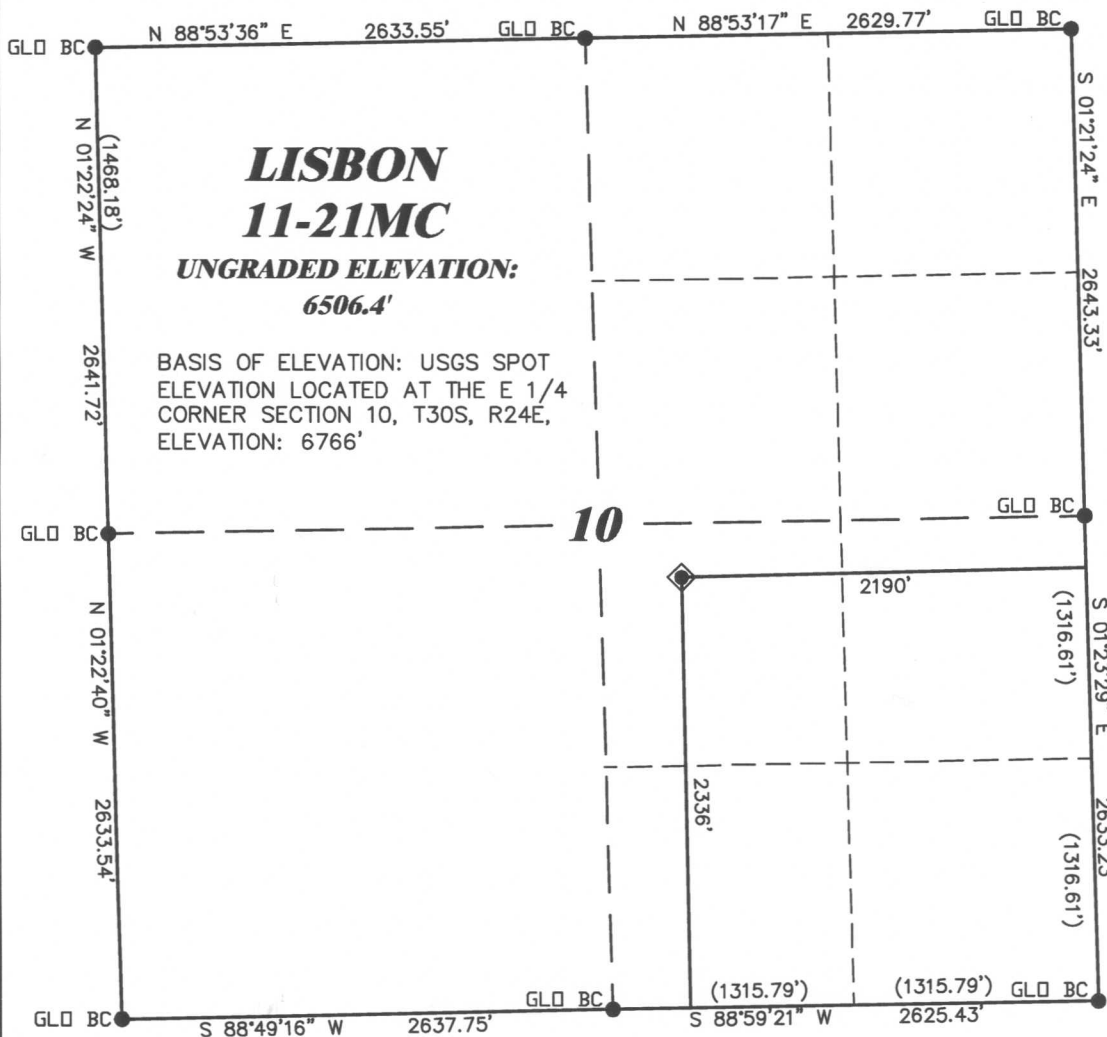 N 88°53'36" E 2633.55' GLO BC N 88°53'17" E 2629.77' GLO BC
GLO BC
N 01°22'24" W
(1468.18')
2641.72'
S 01°21'24" E
2643.33'
LISBON
11-21MC
UNGRADED ELEVATION:
6506.4'
BASIS OF ELEVATION: USGS SPOT
ELEVATION LOCATED AT THE E 1/4
CORNER SECTION 10, T30S, R24E,
ELEVATION: 6766'
GLO BC
10
GLO BC
2190'
2336'
N 01°22'40" W
2633.54'
(1316.61')
S 01°23'29 E
(1316.61')
GLO BC
S 88°49'16" W 2637.75'
GLO BC
(1315.79') (1315.79') GLO BC
S 88°59'21" W 2625.43'